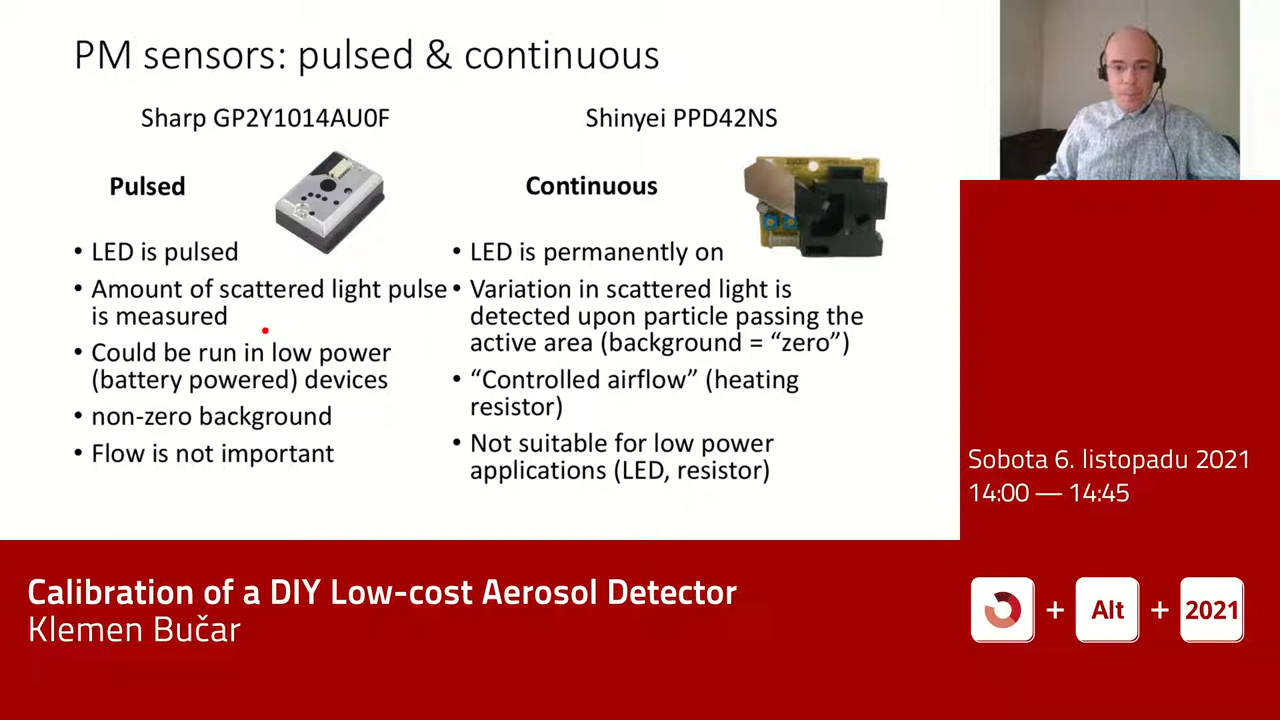 PM sensors: pulsed & continuous
Sharp GP2Y1014AU0F
Pulsed
• LED is pulsed
• Amount of scattered light pulse
is measured
• Could be run in low power
(battery powered) devices
• non-zero background
• Flow is not important
Shinyei PPD42NS
Continuous
• LED is permanently on
• Variation in scattered light is
detected upon particle passing the
active area (background = “zero”)
• “Controlled airflow” (heating
resistor)
• Not suitable for low power
applications (LED, resistor)
Sobota 6. listopadu 2021
14:00 — 14:45
Calibration of a DIY Low-cost Aerosol Detector
Klemen Bučar
+ Alt + 2021